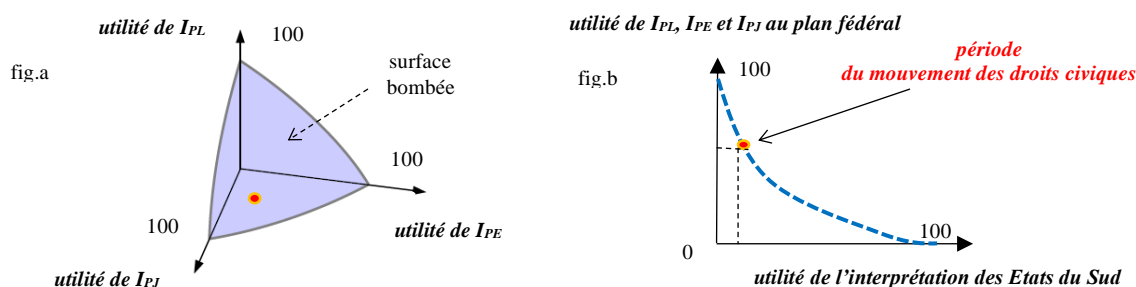 utilité de IPL
100
fig.a
surface
bombée
100
100
utilité de IPE
utilité de IPJ
utilité de IPL, IPE et IPJ au plan fédéral
100
fig.b
période
du mouvement des droits civiques
100
0
utilité de l’interprétation des Etats du Sud